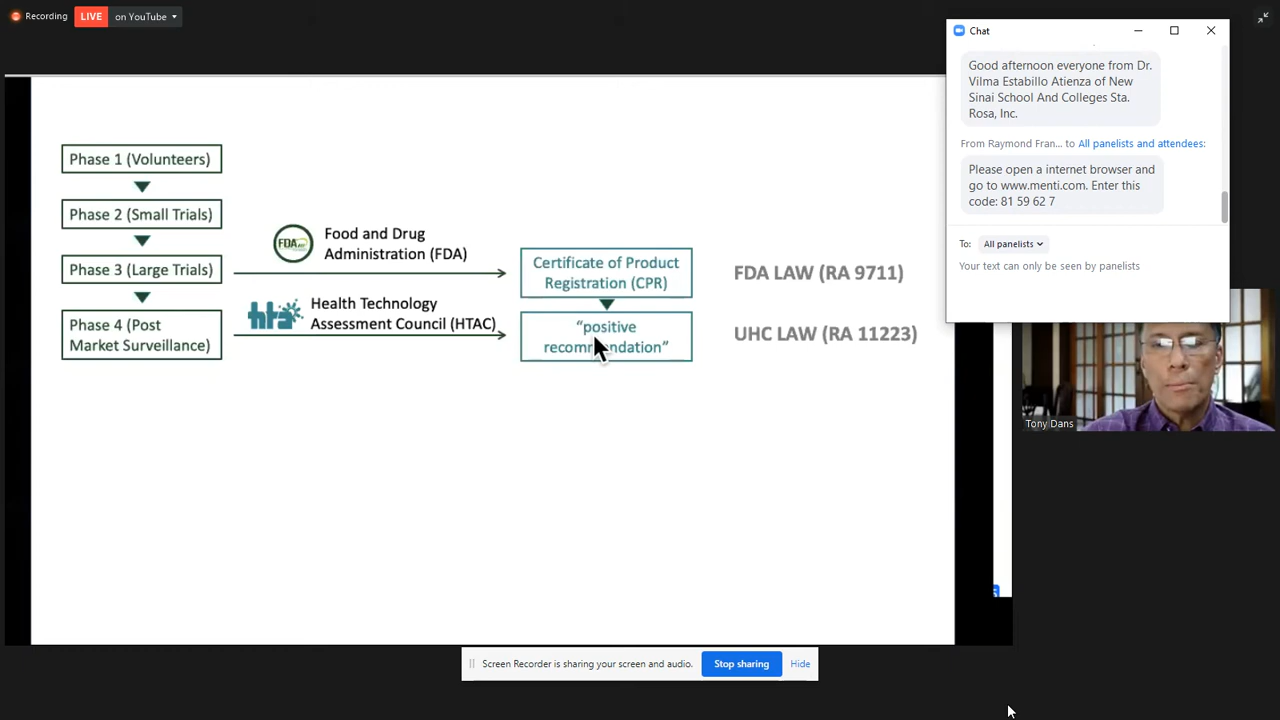 Recording
LIVE
on YouTube
Chat
Good afternoon everyone from Dr.
Vilma Estabillo Atienza of New
Sinai School And Colleges Sta.
Rosa, Inc.
From Raymond Fran... to All panelists and attendees:
Please open a internet browser and
go to www.menti.com. Enter this
code: 81 59 62 7
To: All panelists
Your text can only be seen by panelists
Phase 1 (Volunteers)
Phase 2 (Small Trials)
Phase 3 (Large Trials)
Phase 4 (Post
Market Surveillance)
FDA
Food and Drug
Administration (FDA)
hta
Health Technology
Assessment Council (HTAC)
Certificate of Product
Registration (CPR)
“positive
recommendation”
FDA LAW (RA 9711)
UHC LAW (RA 11223)
Tony Dans
Screen Recorder is sharing your screen and audio.
Stop sharing
Hide